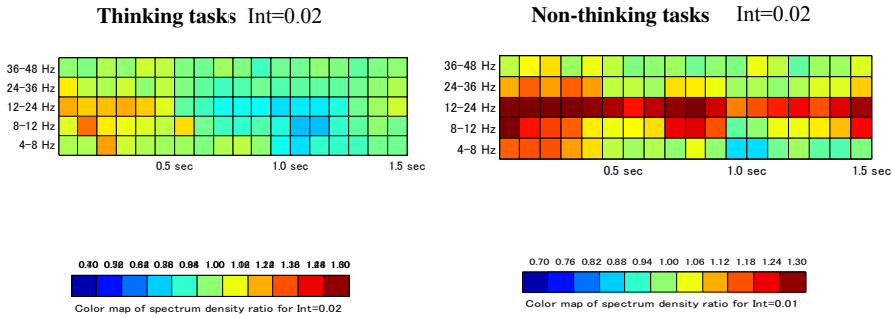 Thinking tasks Int=0.02
36-48 Hz
24-36 Hz
12-24 Hz
8-12 Hz
4-8 Hz
0.5 sec 1.0 sec 1.5 sec
1.00
Color map of spectrum density ratio for Int=0.02
Non-thinking tasks Int=0.02
36-48 Hz
24-36 Hz
12-24 Hz
8-12 Hz
4-8 Hz
0.5 sec 1.0 sec 1.5 sec
0.70 0.76 0.82 0.88 0.94 1.00 1.06 1.12 1.18 1.24 1.30
Color map of spectrum density ratio for Int=0.01